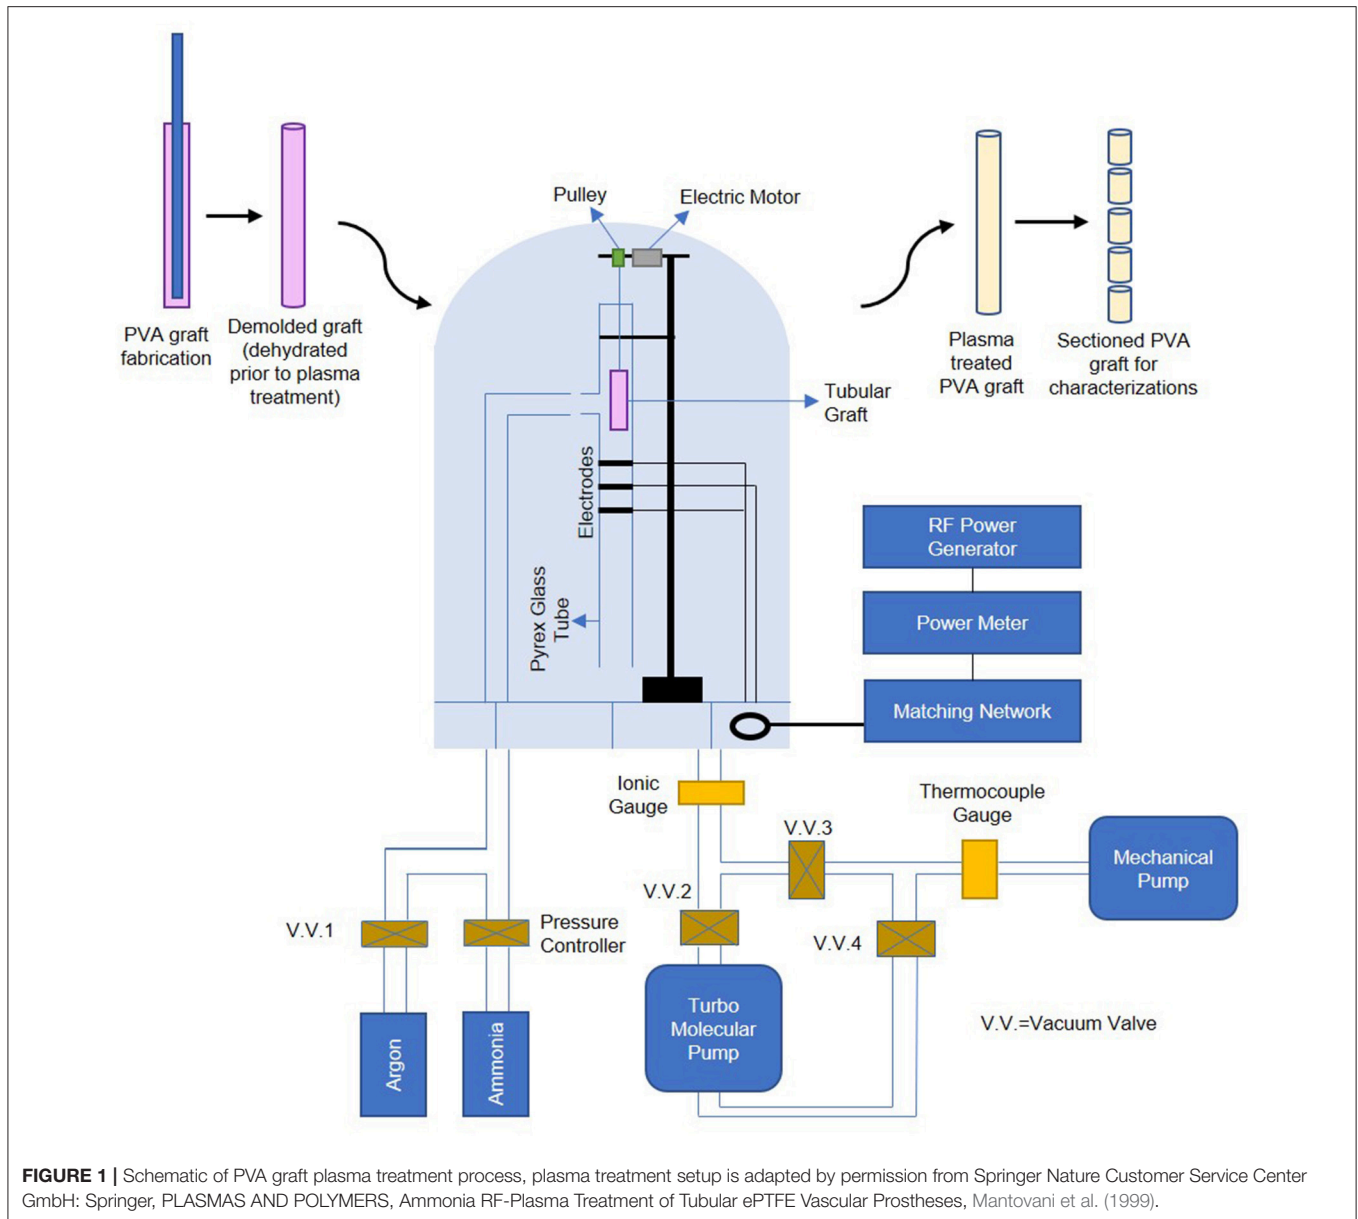 PVA graft
fabrication
Demolded graft
(dehydrated
prior to plasma
treatment)
Pulley
Electric Motor
Plasma
treated
PVA graft
Sectioned PVA
graft for
characterizations
Tubular
Graft
Electrodes
Pyrex Glass
Tube
RF Power
Generator
Power Meter
Matching Network
Ionic
Gauge
Thermocouple
Gauge
V.V.3
Mechanical
Pump
V.V.2
V.V.1
Pressure
Controller
V.V.4
Turbo
Molecular
Pump
V.V.=Vacuum Valve
Argon
Ammonia
FIGURE 1 | Schematic of PVA graft plasma treatment process, plasma treatment setup is adapted by permission from Springer Nature Customer Service Center
GmbH: Springer, PLASMAS AND POLYMERS, Ammonia RF-Plasma Treatment of Tubular ePTFE Vascular Prostheses, Mantovani et al. (1999).